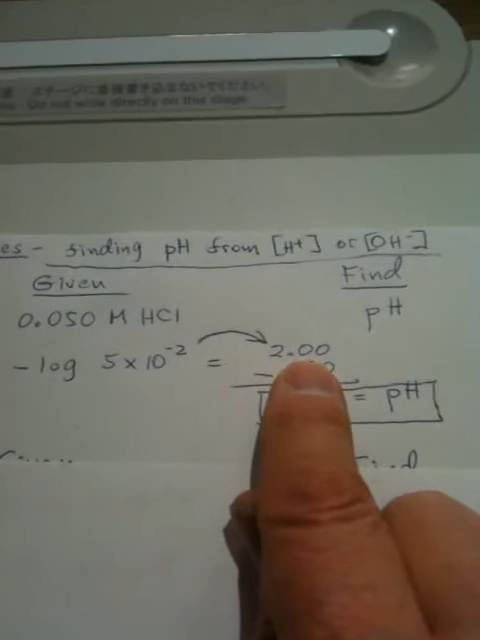 ステージに直接書き込まないでください。
Do not write directly on this stage.
es - finding pH from [H+] or [OH-]
Given Find
0.050 M HCl pH
- log 5 x 10⁻² = 2.00
-
= pH